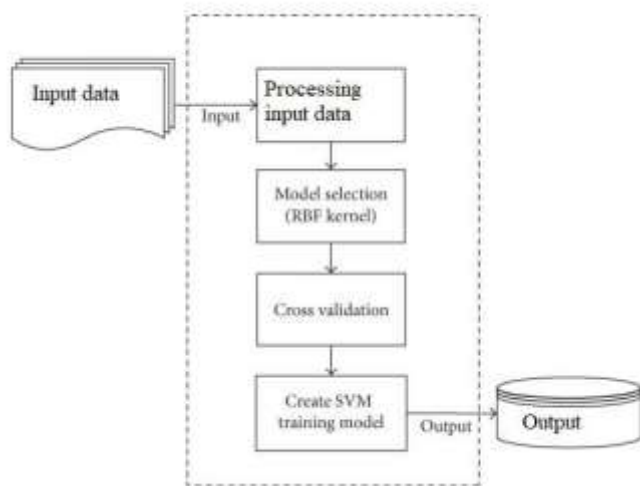 Input data
Input
Processing
input data
Model selection
(RBF kernel)
Cross validation
Create SVM
training model
Output
Output